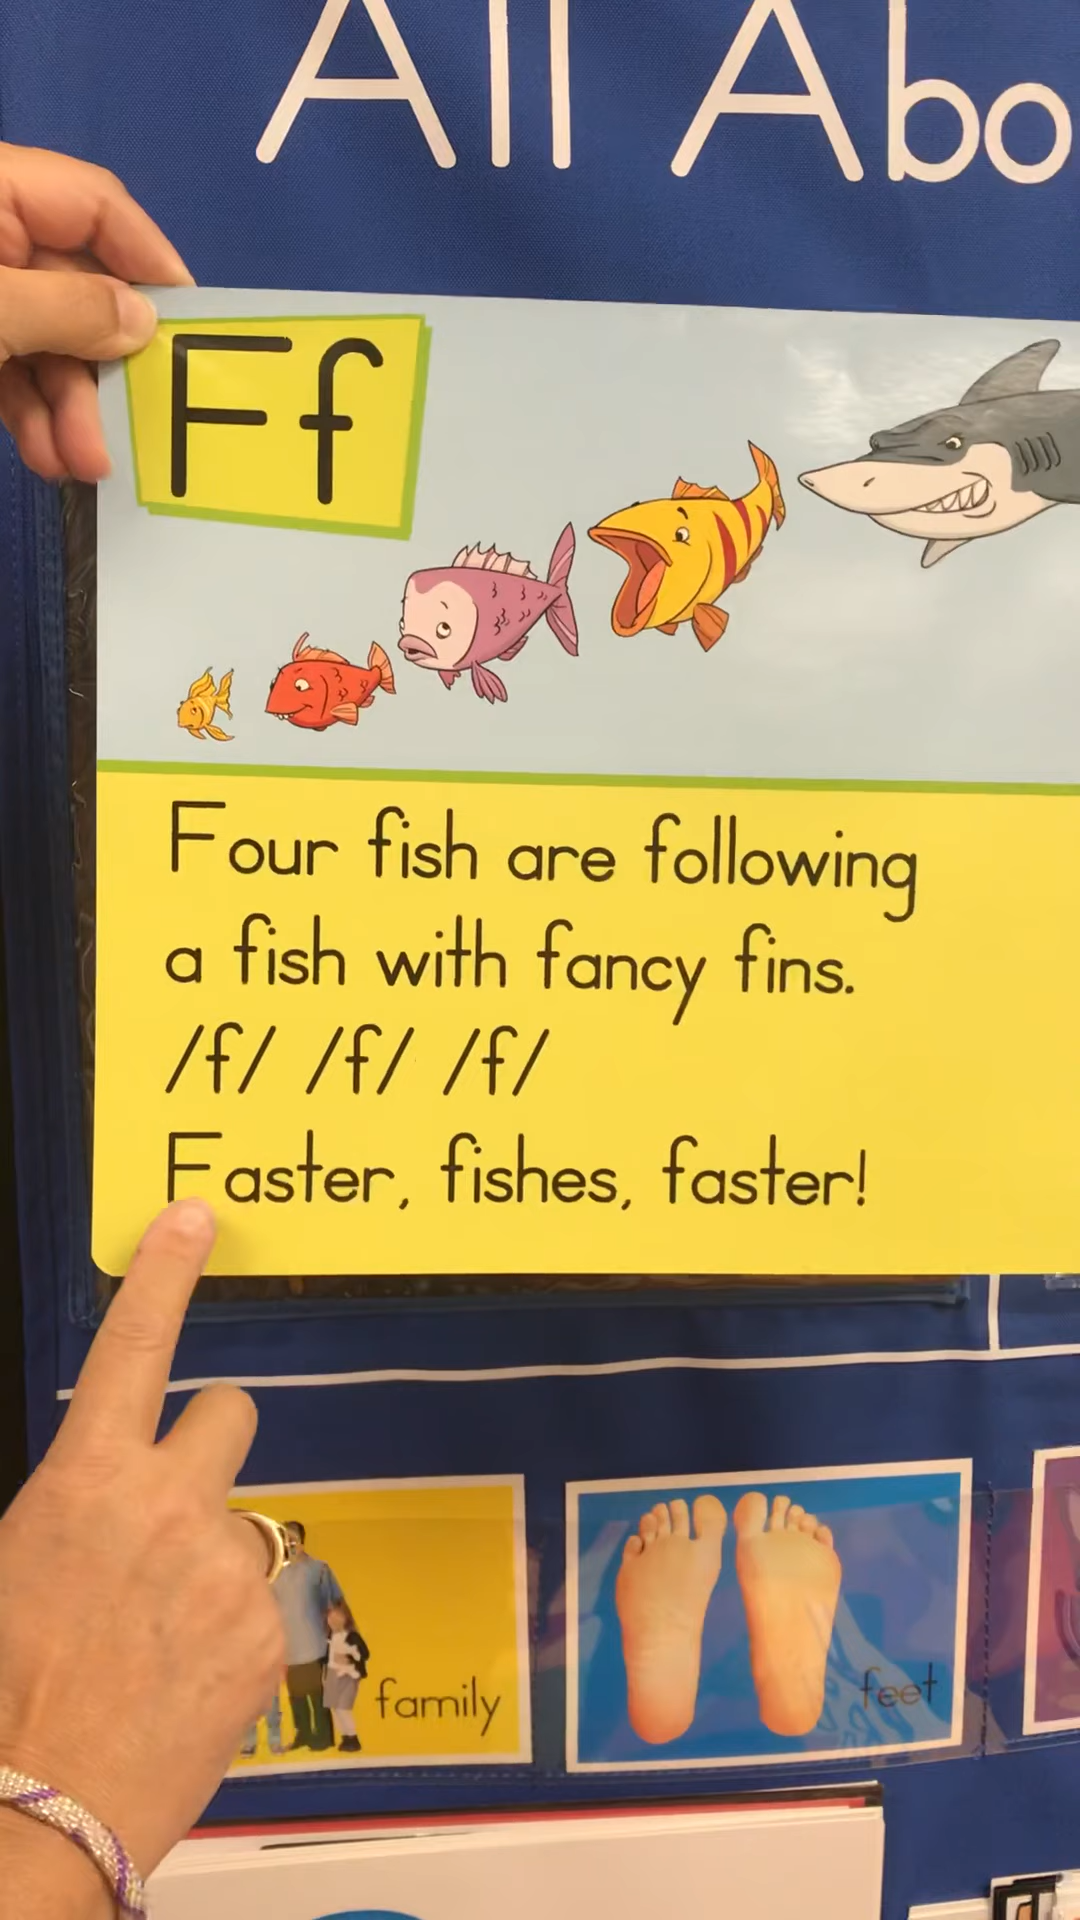 All Abo
Ff
Four fish are following
a fish with fancy fins.
/f/ /f/ /f/
Faster, fishes, faster!
family
feet